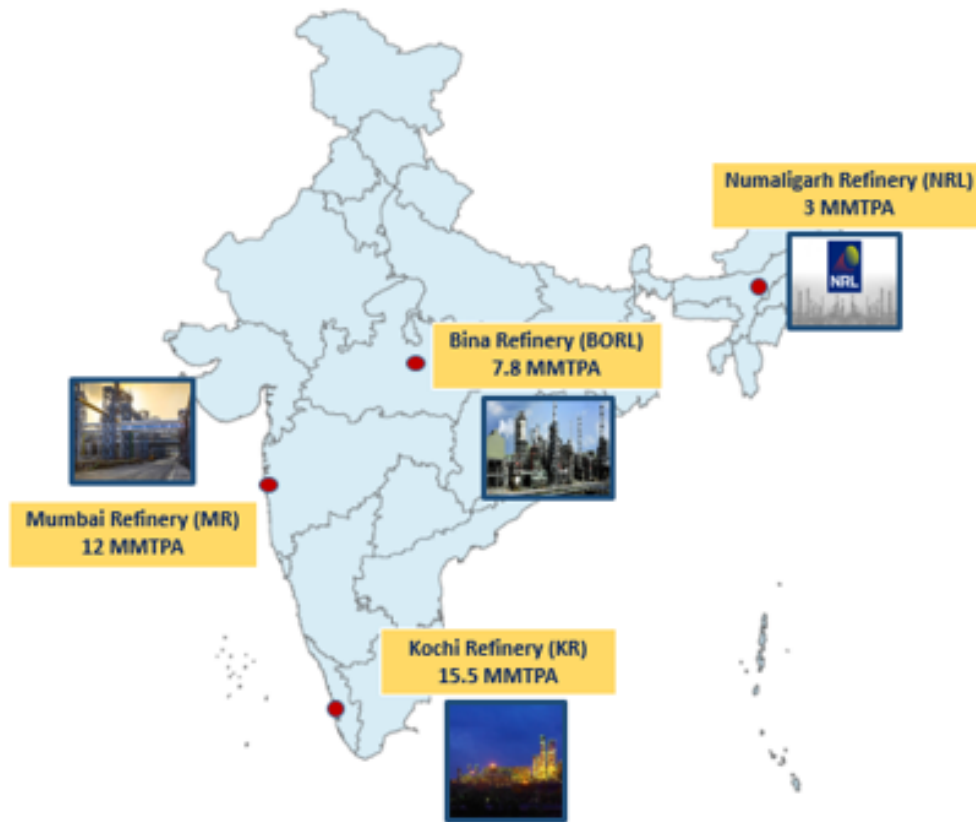 Numaligarh Refinery (NRL)
3 MMTPA
NRL
Bina Refinery (BORL)
7.8 MMTPA
Mumbai Refinery (MR)
12 MMTPA
Kochi Refinery (KR)
15.5 MMTPA